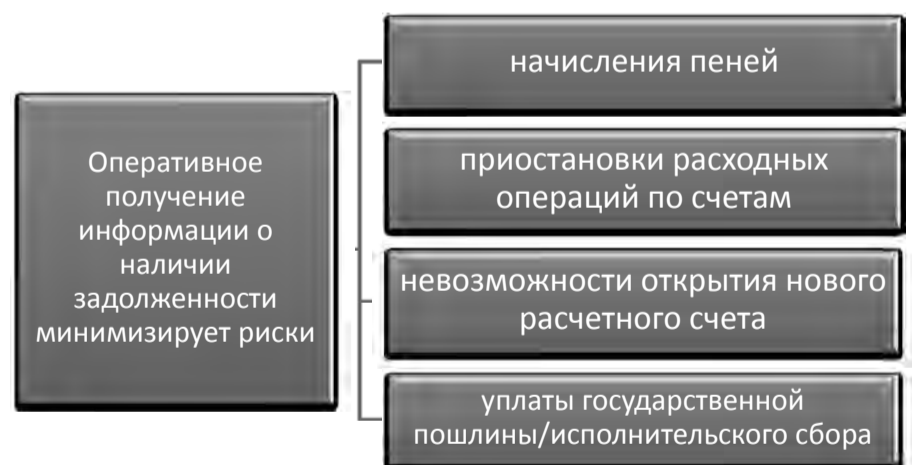 Оперативное
получение
информации о
наличии
задолженности
минимизирует риски
начисления пеней
приостановки расходных
операций по счетам
невозможности открытия нового
расчетного счета
уплаты государственной
пошлины/исполнительского сбора